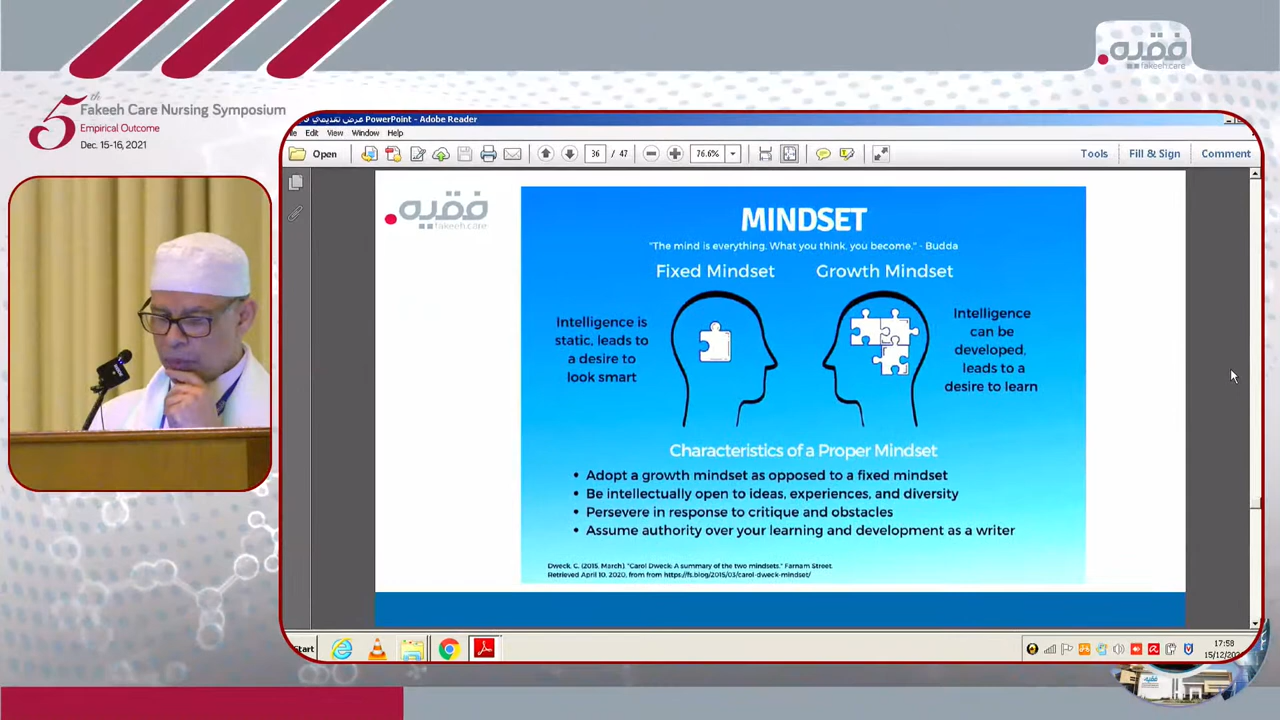 فقيه
fakeeh.care
5th
Fakeeh Care Nursing Symposium
Empirical Outcome
Dec. 15-16, 2021
PowerPoint - Adobe Reader
Edit View Window Help
Open
36 / 47
76.6%
Tools Fill & Sign Comment
فقيه
fakeeh.care
MINDSET
"The mind is everything. What you think, you become." - Budda
Fixed Mindset
Growth Mindset
Intelligence is
static, leads to
a desire to
look smart
Intelligence
can be
developed,
leads to a
desire to learn
Characteristics of a Proper Mindset
• Adopt a growth mindset as opposed to a fixed mindset
• Be intellectually open to ideas, experiences, and diversity
• Persevere in response to critique and obstacles
• Assume authority over your learning and development as a writer
Dweck, C. (2015, March). "Carol Dweck: A summary of the two mindsets." Farnam Street.
Retrieved April 10, 2020, from from https://fs.blog/2015/03/carol-dweck-mindset/
17:58